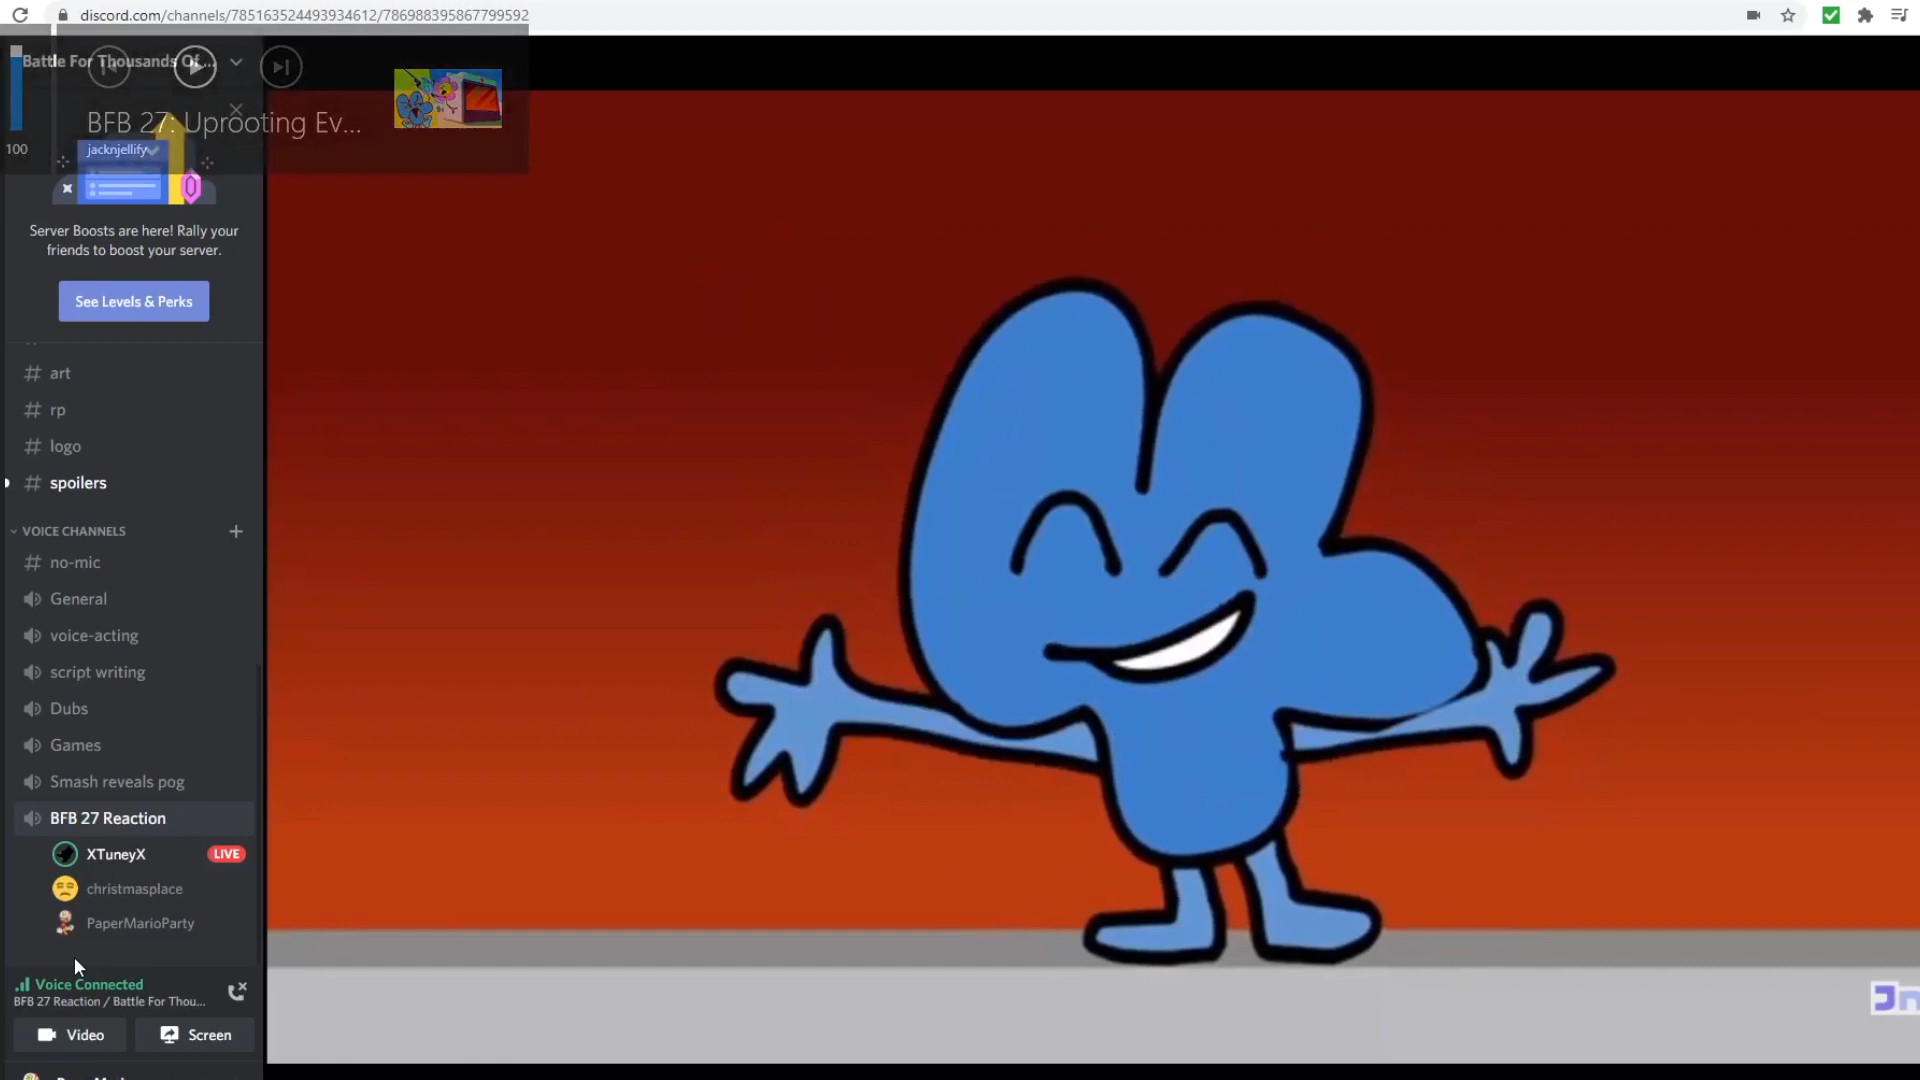 discord.com/channels/785163524493934612/786988395867799592
Battle For Thousands Of ...
BFB 27: Uprooting Ev...
100
jacknjellify
Server Boosts are here! Rally your
friends to boost your server.
See Levels & Perks
# art
# rp
# logo
# spoilers
VOICE CHANNELS
# no-mic
General
voice-acting
script writing
Dubs
Games
Smash reveals pog
BFB 27 Reaction
XTuneyX LIVE
christmasplace
PaperMarioParty
Voice Connected
BFB 27 Reaction / Battle For Thou...
Video Screen